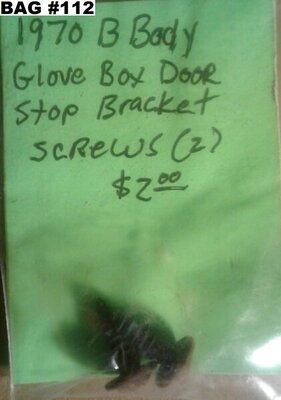 BAG #112
1970 B Body
Glove Box Door
Stop Bracket
Screws (2)
$2.00